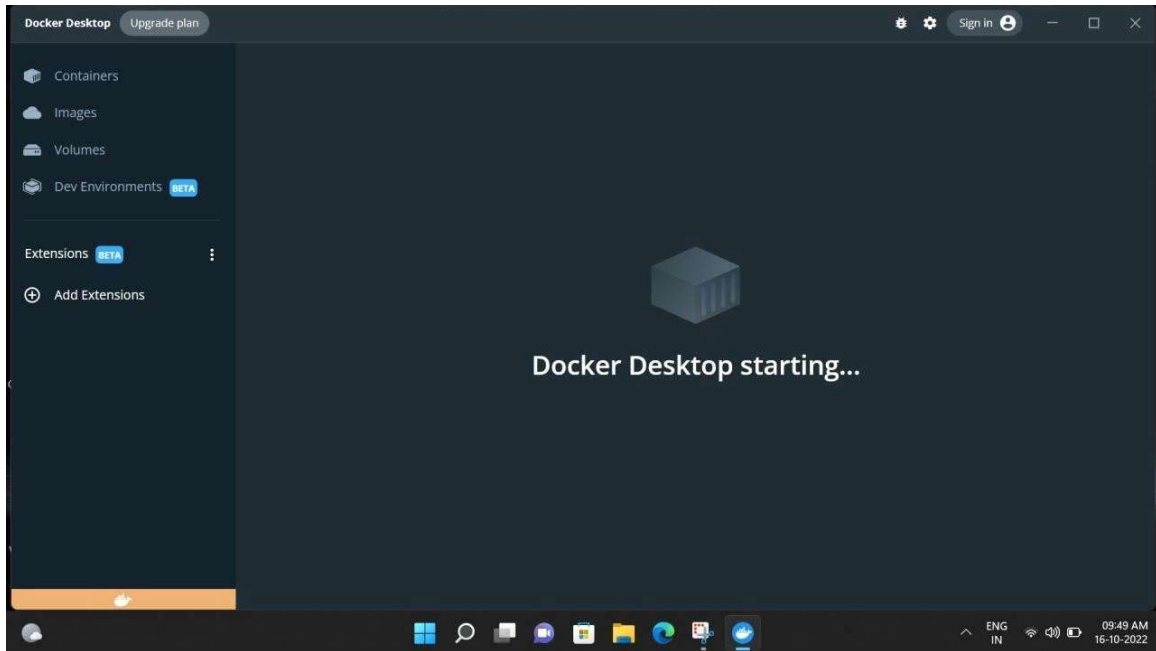 Docker Desktop Upgrade plan Sign in
Containers
Images
Volumes
Dev Environments BETA
Extensions BETA
Add Extensions
Docker Desktop starting...
ENG
IN
09:49 AM
16-10-2022